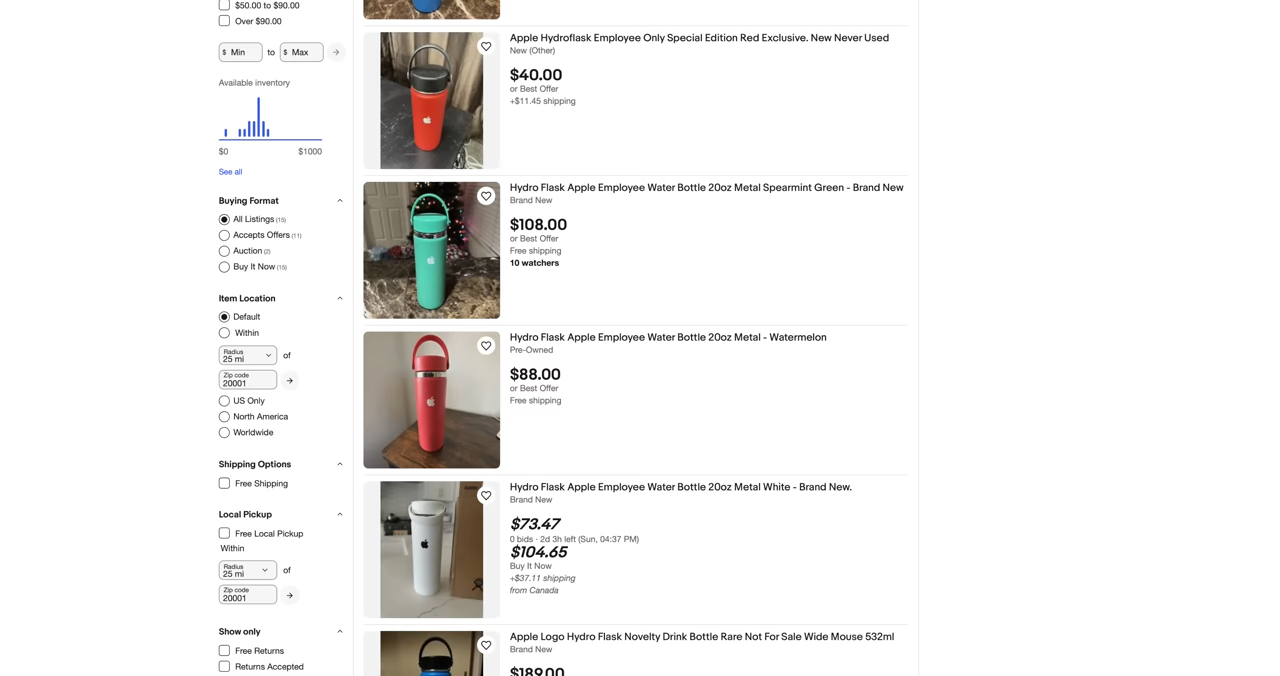 $50.00 to $90.00
Over $90.00
$ Min to $ Max
Available inventory
$0 $1000
See all
Buying Format
All Listings (15)
Accepts Offers (11)
Auction (2)
Buy It Now (15)
Item Location
Default
Within
Radius
25 mi of
Zip code
20001
US Only
North America
Worldwide
Shipping Options
Free Shipping
Local Pickup
Free Local Pickup
Within
Radius
25 mi of
Zip code
20001
Show only
Free Returns
Returns Accepted
Apple Hydroflask Employee Only Special Edition Red Exclusive. New Never Used
New (Other)
$40.00
or Best Offer
+$11.45 shipping
Hydro Flask Apple Employee Water Bottle 20oz Metal Spearmint Green - Brand New
Brand New
$108.00
or Best Offer
Free shipping
10 watchers
Hydro Flask Apple Employee Water Bottle 20oz Metal - Watermelon
Pre-Owned
$88.00
or Best Offer
Free shipping
Hydro Flask Apple Employee Water Bottle 20oz Metal White - Brand New.
Brand New
$73.47
0 bids · 2d 3h left (Sun, 04:37 PM)
$104.65
Buy It Now
+$37.11 shipping
from Canada
Apple Logo Hydro Flask Novelty Drink Bottle Rare Not For Sale Wide Mouse 532ml
Brand New
$189.00